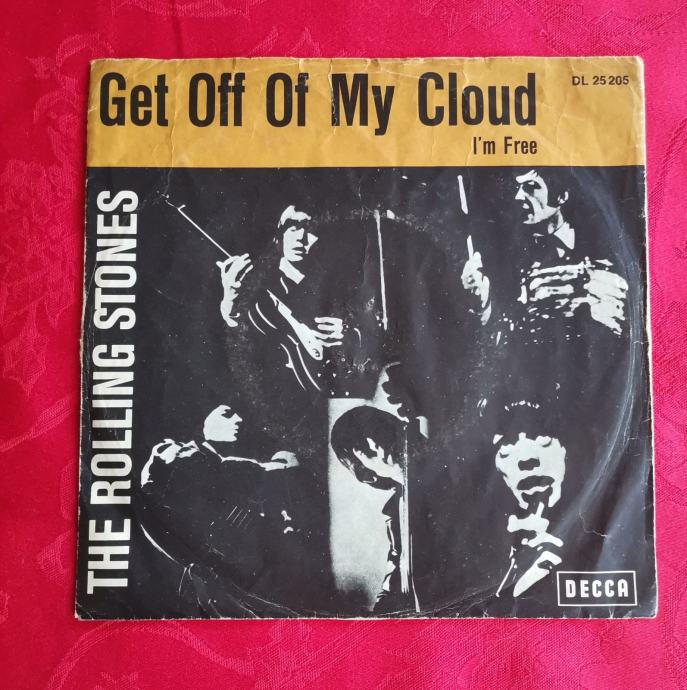 Get Off Of My Cloud
DL 25 205
I'm Free
THE ROLLING STONES
DECCA